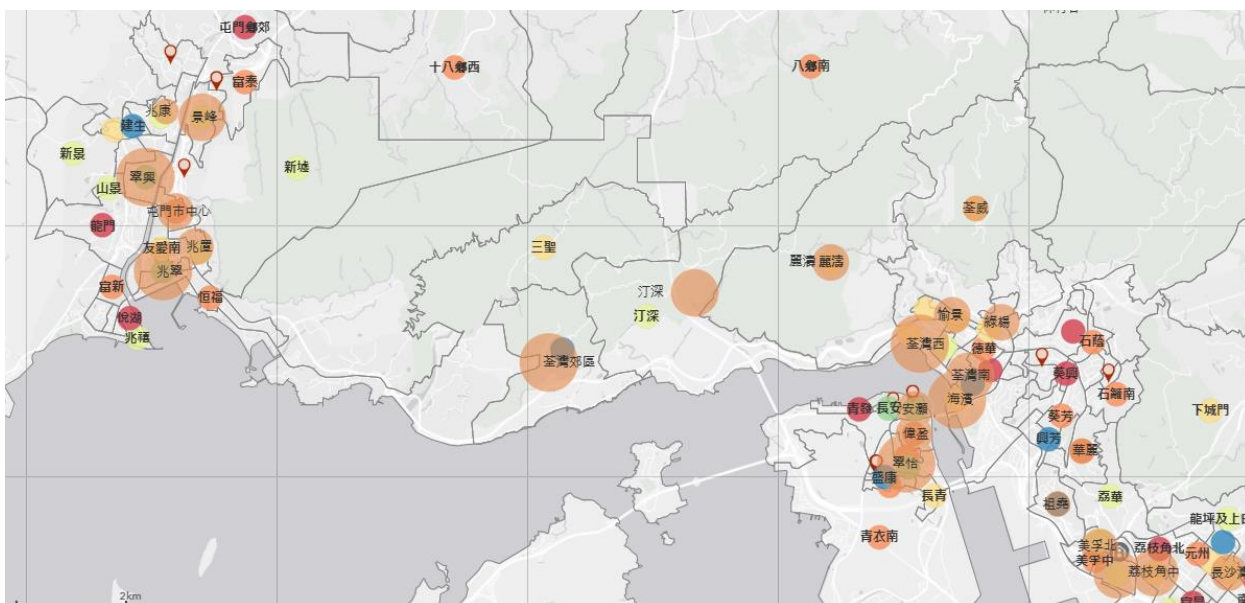 屯門鄉郊
十八鄉西
八鄉南
富泰
兆康
建生
景峰
新景
新墟
翠興
山景
屯門市中心
龍門
荃威
友愛南
兆置
三聖
麗濤
麗濤
兆翠
富新
恒福
汀深
汀深
悅湖
兆禧
愉景
綠楊
荃灣西
德華
石蔭
荃灣郊區
荃灣南
葵興
石籬南
海濱
青發
長安
安灝
葵芳
下城門
偉盈
興芳
華麗
翠怡
盛康
長青
祖堯
荔華
龍坪及上
青衣南
美孚北
美孚中
荔枝角北
元州
荔枝角中
長沙灣
富昌
2km